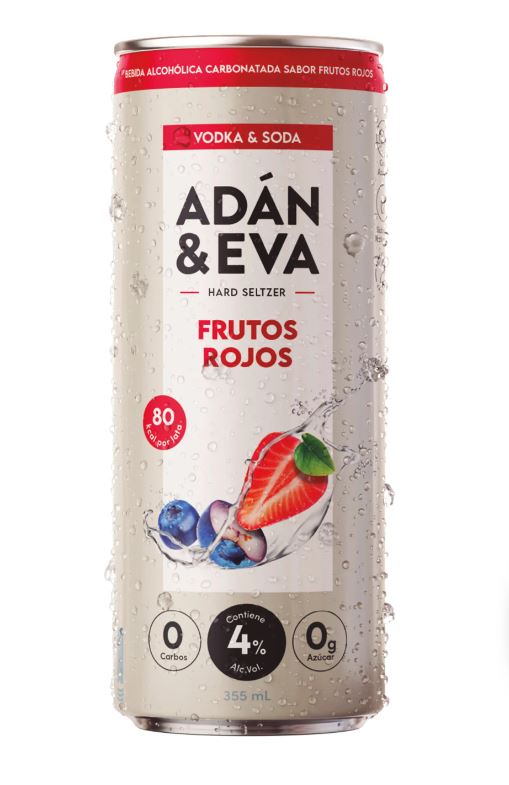 BEBIDA ALCOHÓLICA CARBONATADA SABOR FRUTOS ROJOS
VODKA & SODA
ADÁN
&EVA
HARD SELTZER
FRUTOS
ROJOS
80
kcal por lata
0
Carbos
Contiene
4%
Alc.Vol.
0g
Azúcar
355 mL